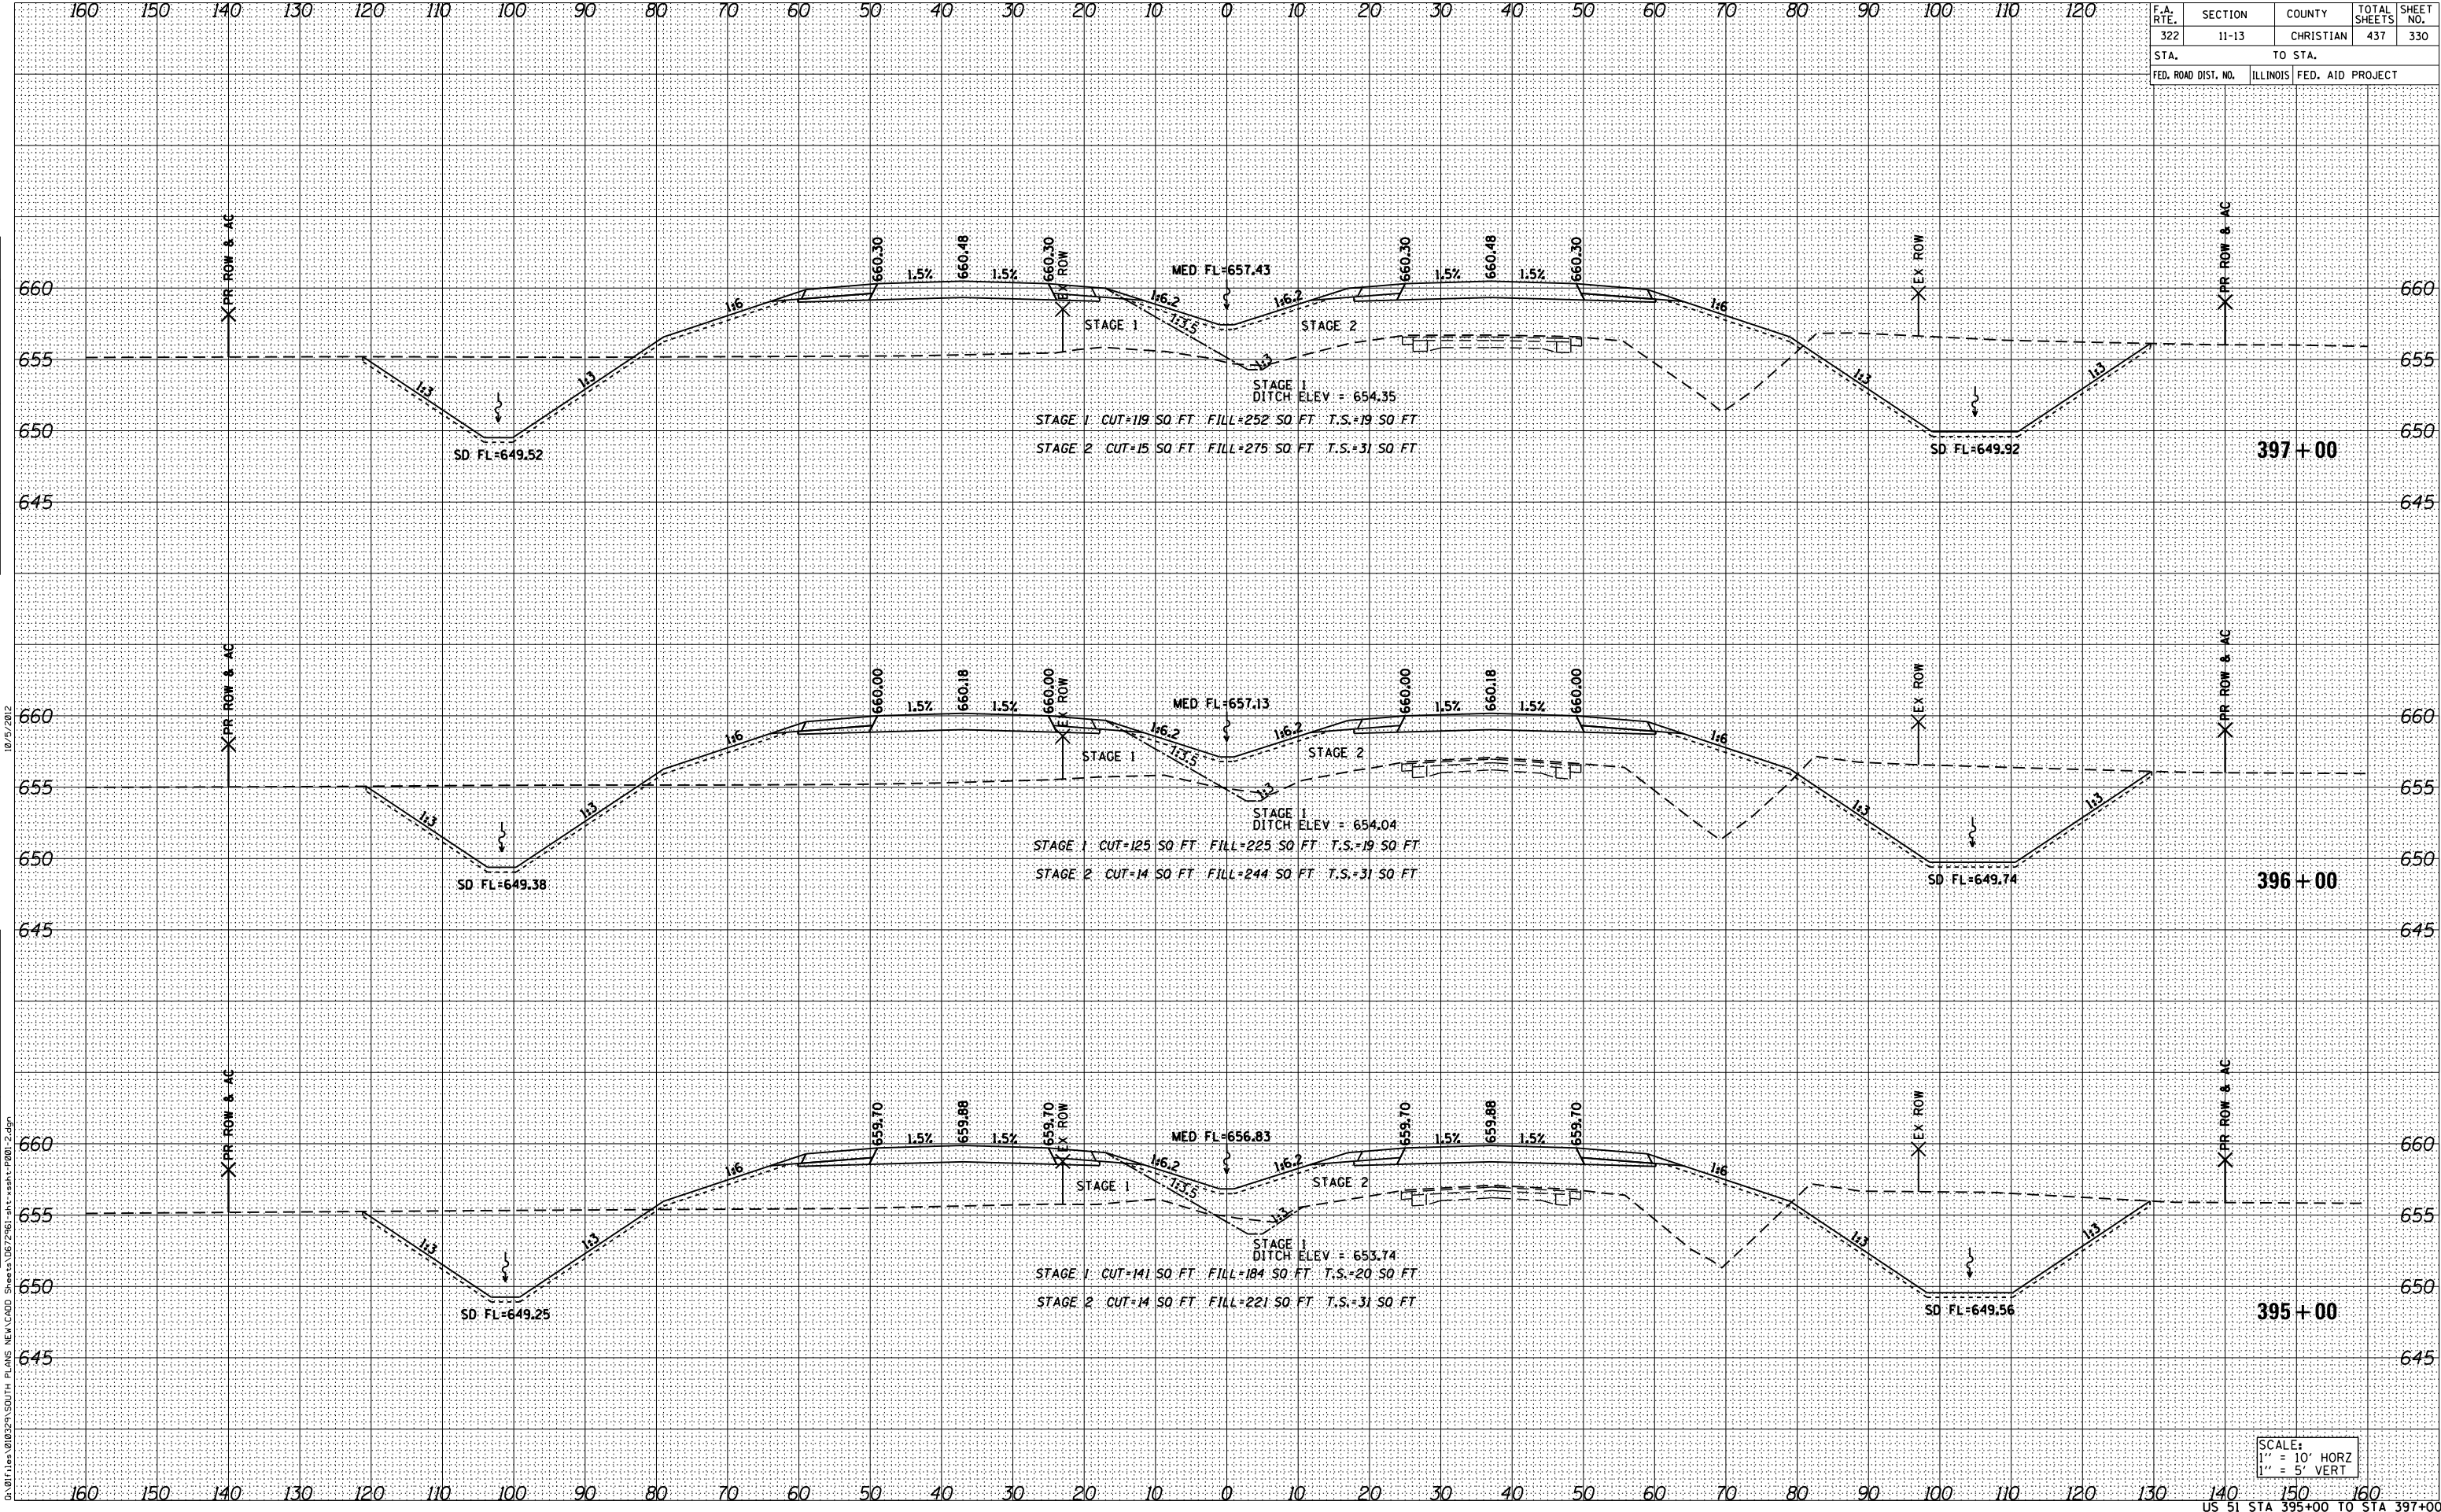 160 150 140 130 120 110 100 90 80 70 60 50 40 30 20 10 0 10 20 30 40 50 60 70 80 90 100 110 120
F.A. RTE. SECTION COUNTY TOTAL SHEETS SHEET NO.
322 11-13 CHRISTIAN 437 330
STA. TO STA.
FED. ROAD DIST. NO. ILLINOIS FED. AID PROJECT
PR ROW & AC
660.30 1.5% 660.48 1.5% 660.30
EX ROW
MED FL=657.43
660.30 1.5% 660.48 1.5% 660.30
EX ROW
PR ROW & AC
660 660
1:6 1:6.2 1:6.2 1:6
STAGE 1 1:3.5 STAGE 2
655 655
1:3 1:3 1:3 1:3 1:3
STAGE 1
DITCH ELEV = 654.35
STAGE 1 CUT=119 SQ FT FILL=252 SQ FT T.S.=19 SQ FT
650 650
STAGE 2 CUT=15 SQ FT FILL=275 SQ FT T.S.=31 SQ FT
SD FL=649.52 SD FL=649.92
397+00
645 645
PR ROW & AC
660.00 1.5% 660.18 1.5% 660.00
EX ROW
MED FL=657.13
660.00 1.5% 660.18 1.5% 660.00
EX ROW
PR ROW & AC
660 660
1:6 1:6.2 1:6.2 1:6
STAGE 1 1:3.5 STAGE 2
655 655
1:3 1:3 1:3 1:3 1:3
STAGE 1
DITCH ELEV = 654.04
STAGE 1 CUT=125 SQ FT FILL=225 SQ FT T.S.=19 SQ FT
650 650
STAGE 2 CUT=14 SQ FT FILL=244 SQ FT T.S.=31 SQ FT
SD FL=649.38 SD FL=649.74
396+00
645 645
PR ROW & AC
659.70 1.5% 659.88 1.5% 659.70
EX ROW
MED FL=656.83
659.70 1.5% 659.88 1.5% 659.70
EX ROW
PR ROW & AC
660 660
1:6 1:6.2 1:6.2 1:6
STAGE 1 1:3.5 STAGE 2
655 655
1:3 1:3 1:3 1:3 1:3
STAGE 1
DITCH ELEV = 653.74
STAGE 1 CUT=141 SQ FT FILL=184 SQ FT T.S.=20 SQ FT
650 650
STAGE 2 CUT=14 SQ FT FILL=221 SQ FT T.S.=31 SQ FT
SD FL=649.25 SD FL=649.56
395+00
645 645
SCALE:
1'' = 10' HORZ
1'' = 5' VERT
160 150 140 130 120 110 100 90 80 70 60 50 40 30 20 10 0 10 20 30 40 50 60 70 80 90 100 110 120 130 140 150 160
US 51 STA 395+00 TO STA 397+00
10/5/2012